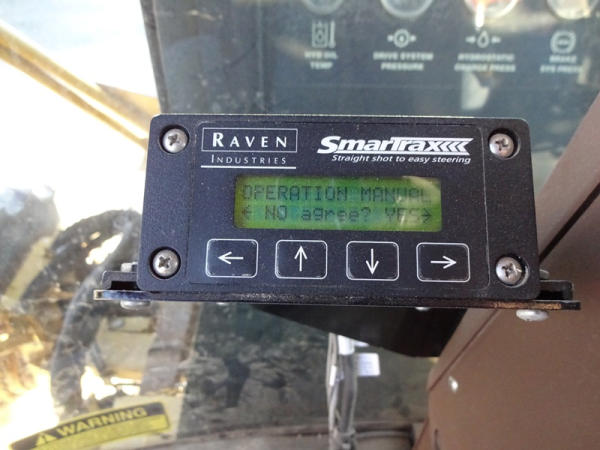 HYD OIL
TEMP
DRIVE SYSTEM
PRESSURE
HYDROSTATIC
CHARGE PRESS
BRAKE
SYS PRESS
RAVEN
INDUSTRIES
SMARTRAX
Straight shot to easy steering
OPERATION MANUAL
← NO agree? YES→
← ↑ ↓ →
WARNING